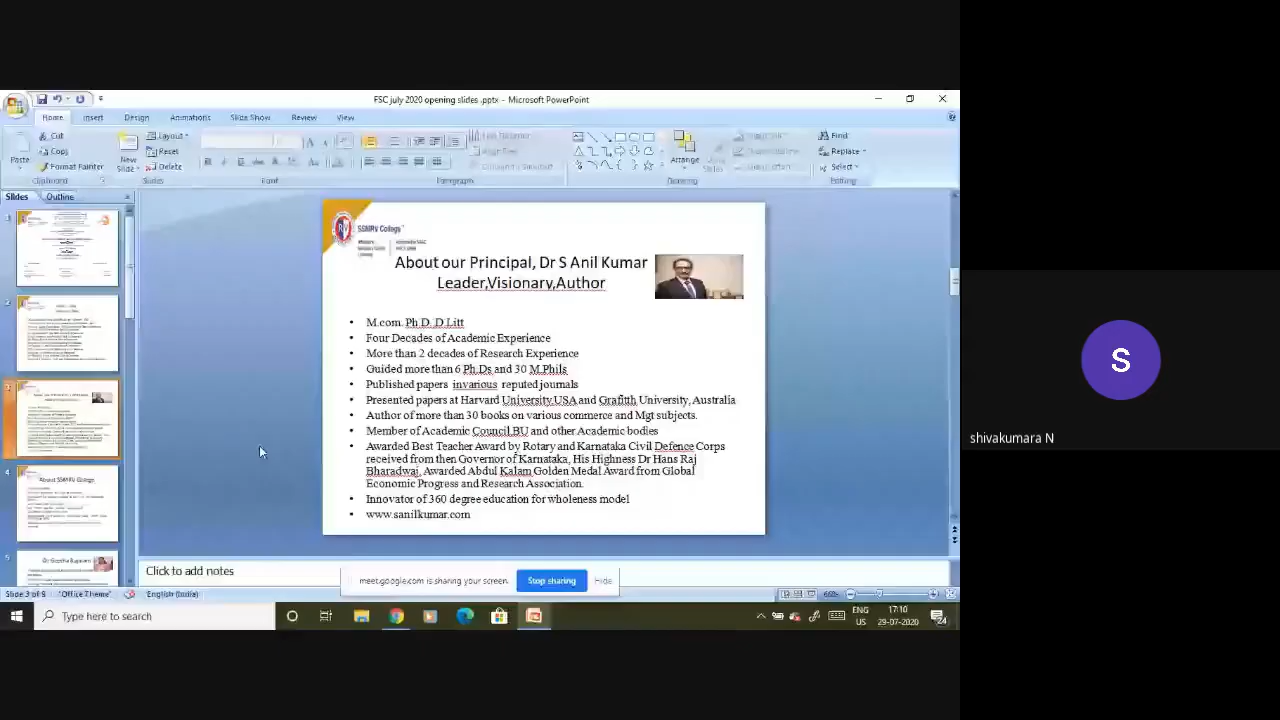 FSC july 2020 opening slides .pptx - Microsoft PowerPoint
Home Insert Design Animations Slide Show Review View
Cut
Copy
Format Painter
Paste
Clipboard
New
Slide
Layout
Reset
Delete
Slides
Font
Paragraph
Arrange
Drawing
Find
Replace
Select
Editing
Slides Outline
1
2
3
4
About SSMRV College
5
SSMRV College
About our Principal, Dr S Anil Kumar
Leader,Visionary,Author
• M.com. Ph D, D.Litt
• Four Decades of Academic Experience
• More than 2 decades Research Experience
• Guided more than 6 Ph.Ds and 30 M.Phils
• Published papers invarious reputed journals
• Presented papers at Harvard University,USA and Grafitth University, Australia
• Author of more than 30 books on various commerce and Mgt subjects.
• Member of Academic Council BU and other Academic bodies
• Awarded Best Teacher Award by Rotary and Karnataka Civil Defence Corps
received from then Governor of Karnataka, His Highness Dr Hans Raj
Bharadwaj, Awarded Abdul Kalam Golden Medal Award from Global
Economic Progress and Research Association.
• Innovator of 360 degree education for wholeness model
• www.sanilkumar.com
Click to add notes
meet.google.com is sharing your screen.
Stop sharing
Hide
Slide 3 of 9 "Office Theme" English (India)
66%
Type here to search
ENG
US
17:10
29-07-2020
24
S
shivakumara N